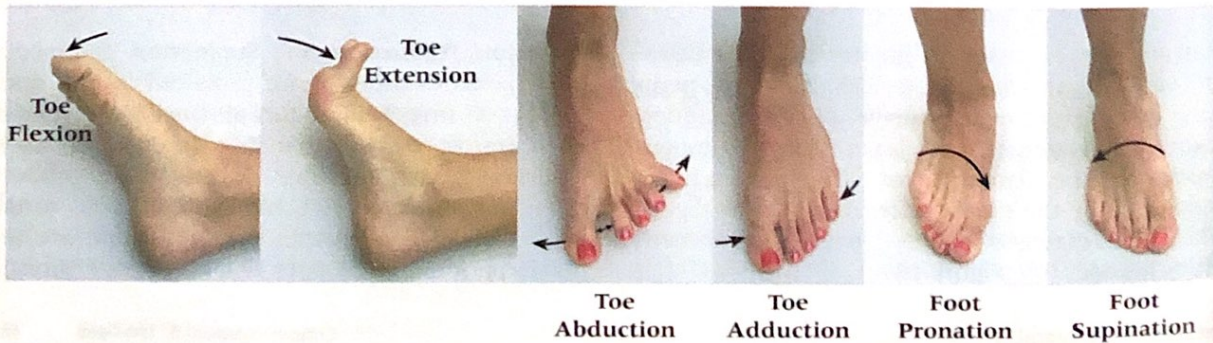 Toe
Flexion
Toe
Extension
Toe
Abduction
Toe
Adduction
Foot
Pronation
Foot
Supination